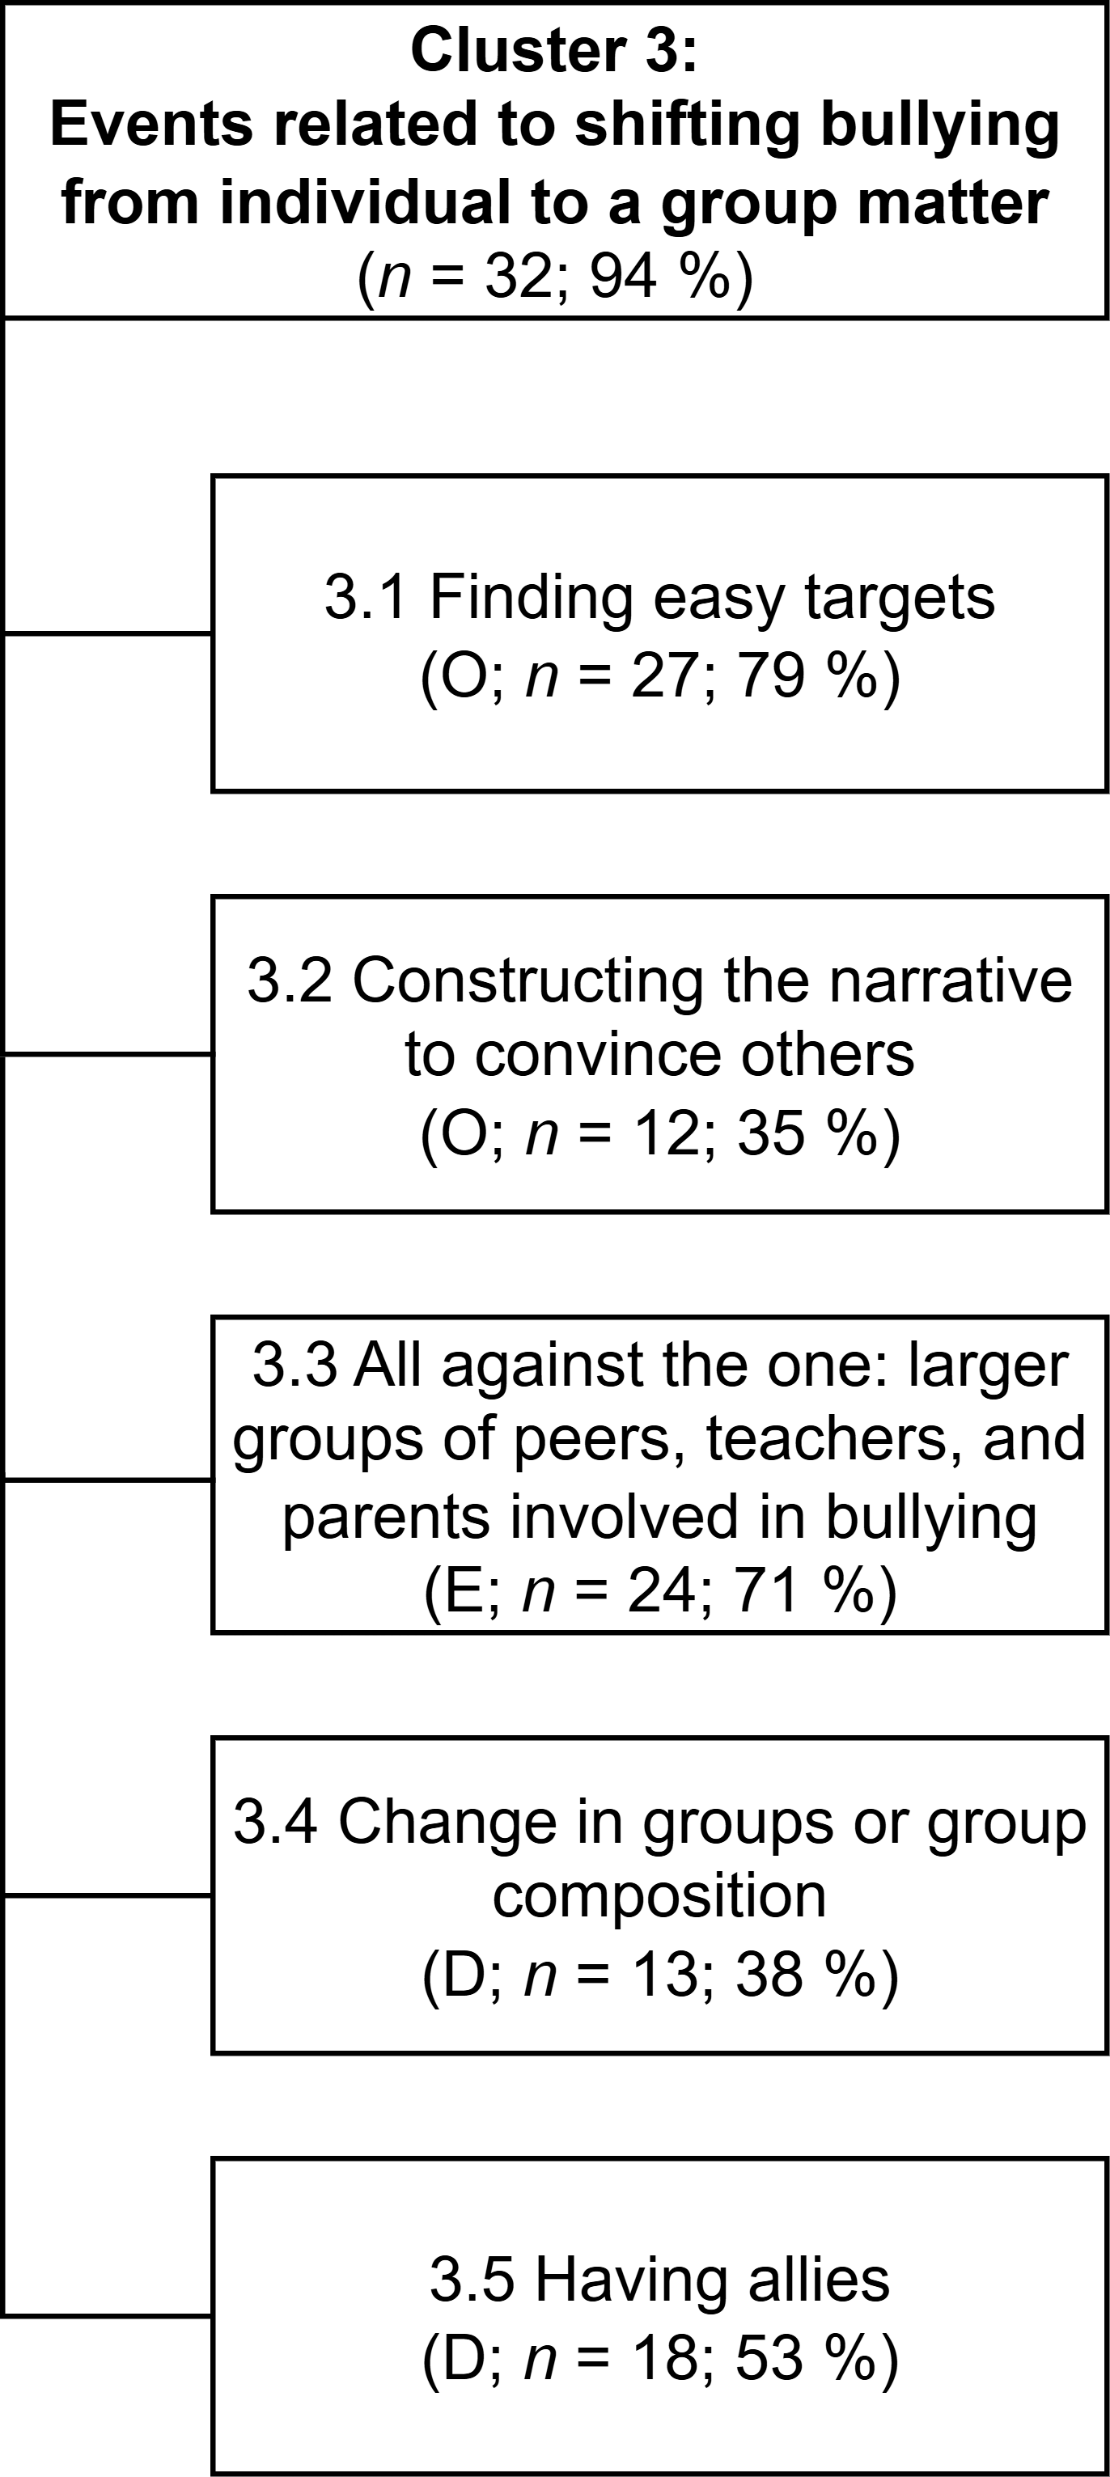 Cluster 3:
Events related to shifting bullying
from individual to a group matter
(n = 32; 94 %)
3.1 Finding easy targets
(O; n = 27; 79 %)
3.2 Constructing the narrative
to convince others
(O; n = 12; 35 %)
3.3 All against the one: larger
groups of peers, teachers, and
parents involved in bullying
(E; n = 24; 71 %)
3.4 Change in groups or group
composition
(D; n = 13; 38 %)
3.5 Having allies
(D; n = 18; 53 %)